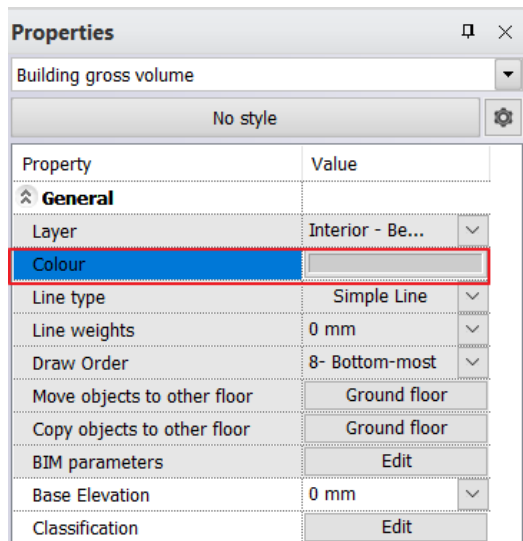 Properties
Building gross volume
No style
Property Value
General
Layer Interior - Be...
Colour
Line type Simple Line
Line weights 0 mm
Draw Order 8- Bottom-most
Move objects to other floor Ground floor
Copy objects to other floor Ground floor
BIM parameters Edit
Base Elevation 0 mm
Classification Edit